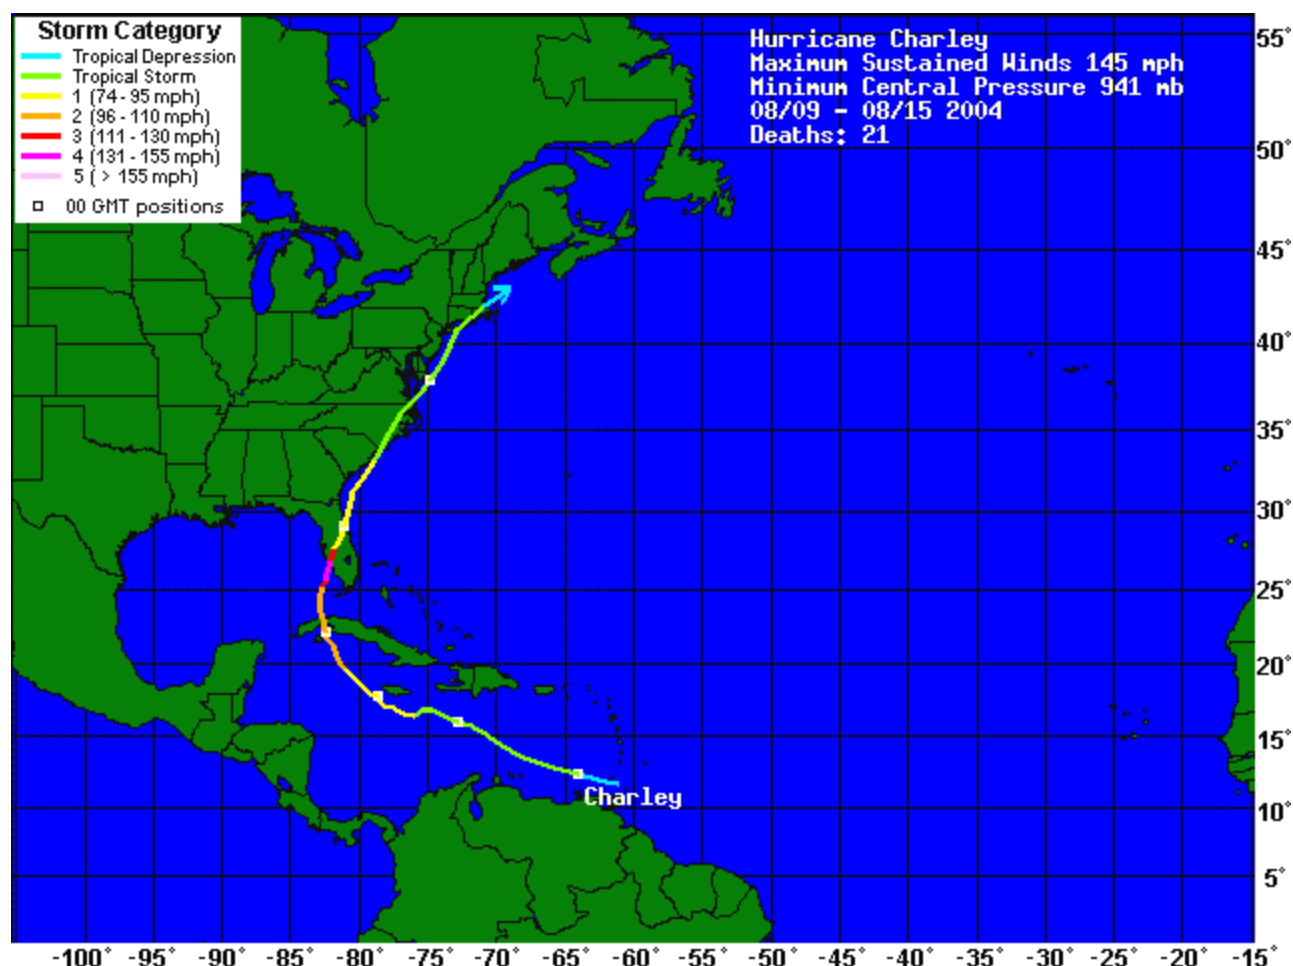 Storm Category
Tropical Depression
Tropical Storm
1 (74 - 95 mph)
2 (96 - 110 mph)
3 (111 - 130 mph)
4 (131 - 155 mph)
5 ( > 155 mph)
00 GMT positions
Hurricane Charley
Maximum Sustained Winds 145 mph
Minimum Central Pressure 941 mb
08/09 - 08/15 2004
Deaths: 21
55°
50°
45°
40°
35°
30°
25°
20°
15°
Charley
10°
5°
-100° -95° -90° -85° -80° -75° -70° -65° -60° -55° -50° -45° -40° -35° -30° -25° -20° -15°